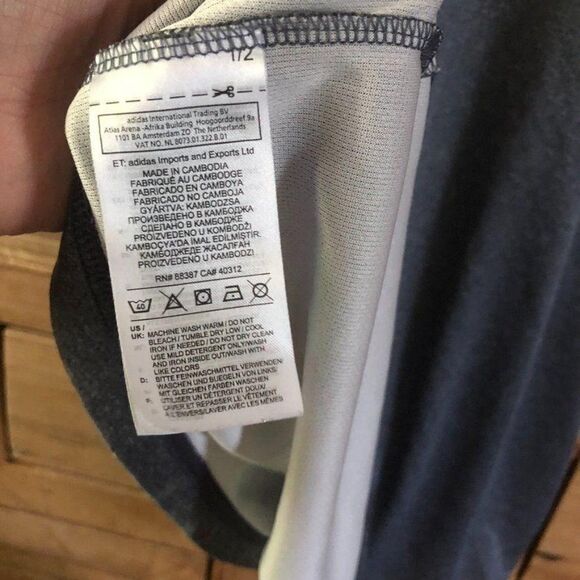 1/2
adidas International Trading BV
Atlas Arena -Afrika Building Hoogoorddreef 9a
1101 BA Amsterdam ZO The Netherlands
VAT NO. NL 8073.01.322.B.01
ET: adidas Imports and Exports Ltd
MADE IN CAMBODIA
FABRIQUÉ AU CAMBODGE
FABRICADO EN CAMBOYA
FABRICADO NO CAMBOJA
GYÁRTVA: KAMBODZSA
ПРОИЗВЕДЕНО В КАМБОДЖА
СДЕЛАНО В КАМБОДЖЕ
PROIZVEDENO U KOMBODŽI
KAMBOÇYA'DA İMAL EDİLMİŞTİR.
КАМБОДЖЕДЕ ЖАСАЛҒАН
PROIZVEDENO U KAMBODŽI
RN# 88387 CA# 40312
40
US /
UK: MACHINE WASH WARM / DO NOT
BLEACH / TUMBLE DRY LOW / COOL
IRON IF NEEDED / DO NOT DRY CLEAN
USE MILD DETERGENT ONLY/WASH
AND IRON INSIDE OUT/WASH WITH
LIKE COLORS
D: BITTE FEINWASCHMITTEL VERWENDEN/
WASCHEN UND BUEGELN VON LINKS/
MIT GLEICHEN FARBEN WASCHEN
F: UTILISER UN DÉTERGENT DOUX/
LAVER ET REPASSER LE VÊTEMENT
À L'ENVERS/LAVER AVEC LES MÊMES